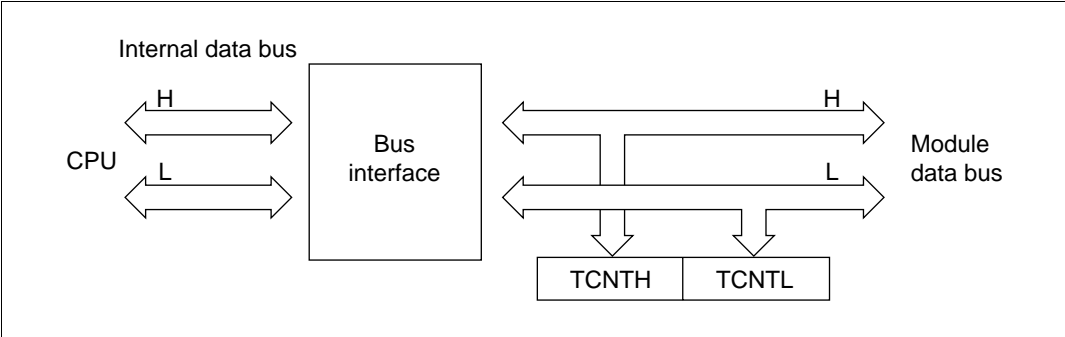 Internal data bus
H
H
CPU
L
Bus
interface
L
Module
data bus
TCNTH
TCNTL